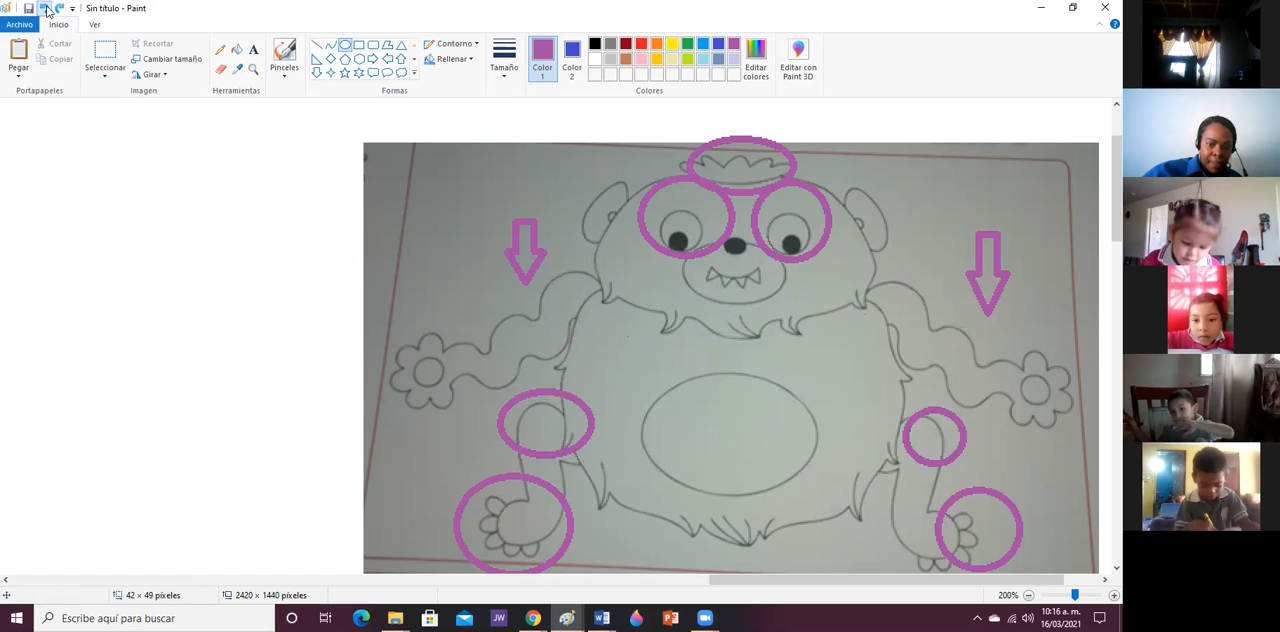 Sin título - Paint
Archivo Inicio Ver
Pegar
Cortar
Copiar
Portapapeles
Seleccionar
Recortar
Cambiar tamaño
Girar
Imagen
A
Herramientas
Pinceles
Contorno
Rellenar
Formas
Tamaño
Color 1
Color 2
Editar colores
Colores
Editar con Paint 3D
42 × 49 píxeles
2420 × 1440 píxeles
200%
Escribe aquí para buscar
JW
10:16 a. m.
16/03/2021